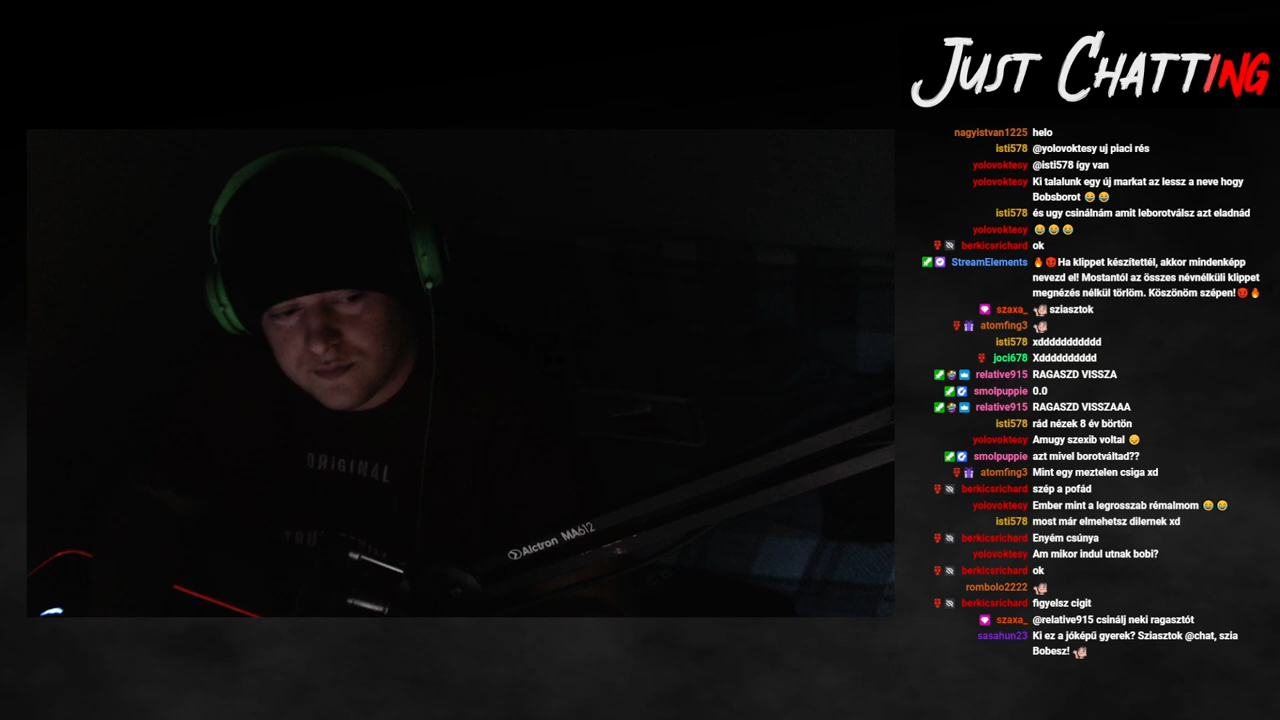 JUST CHATTING
nagyistvan1225 helo
isti578 @yolovoktesy uj piaci rés
yolovoktesy @isti578 így van
yolovoktesy Ki talalunk egy új markat az lessz a neve hogy
Bobsborot 😂 😂
isti578 és ugy csinálnám amit leborotválsz azt eladnád
yolovoktesy 😂 😂 😂
berkicsrichard ok
StreamElements 🔥😡Ha klippet készítettél, akkor mindenképp
nevezd el! Mostantól az összes névnélküli klippet
megnézés nélkül törlöm. Köszönöm szépen!😡🔥
szaxa_ sziasztok
atomfing3
isti578 xddddddddddd
joci678 Xdddddddddd
relative915 RAGASZD VISSZA
smolpuppie 0.0
relative915 RAGASZD VISSZAAA
isti578 rád nézek 8 év börtön
yolovoktesy Amugy szexib voltal 😞
smolpuppie azt mivel borotváltad??
atomfing3 Mint egy meztelen csiga xd
berkicsrichard szép a pofád
yolovoktesy Ember mint a legrosszab rémalmom 😂 😂
isti578 most már elmehetsz dilernek xd
berkicsrichard Enyém csúnya
yolovoktesy Am mikor indul utnak bobi?
berkicsrichard ok
rombolo2222
berkicsrichard figyelsz cigit
szaxa_ @relative915 csinálj neki ragasztót
sasahun23 Ki ez a jóképű gyerek? Sziasztok @chat, szia
Bobesz!
ORIGINAL
Alctron MA612